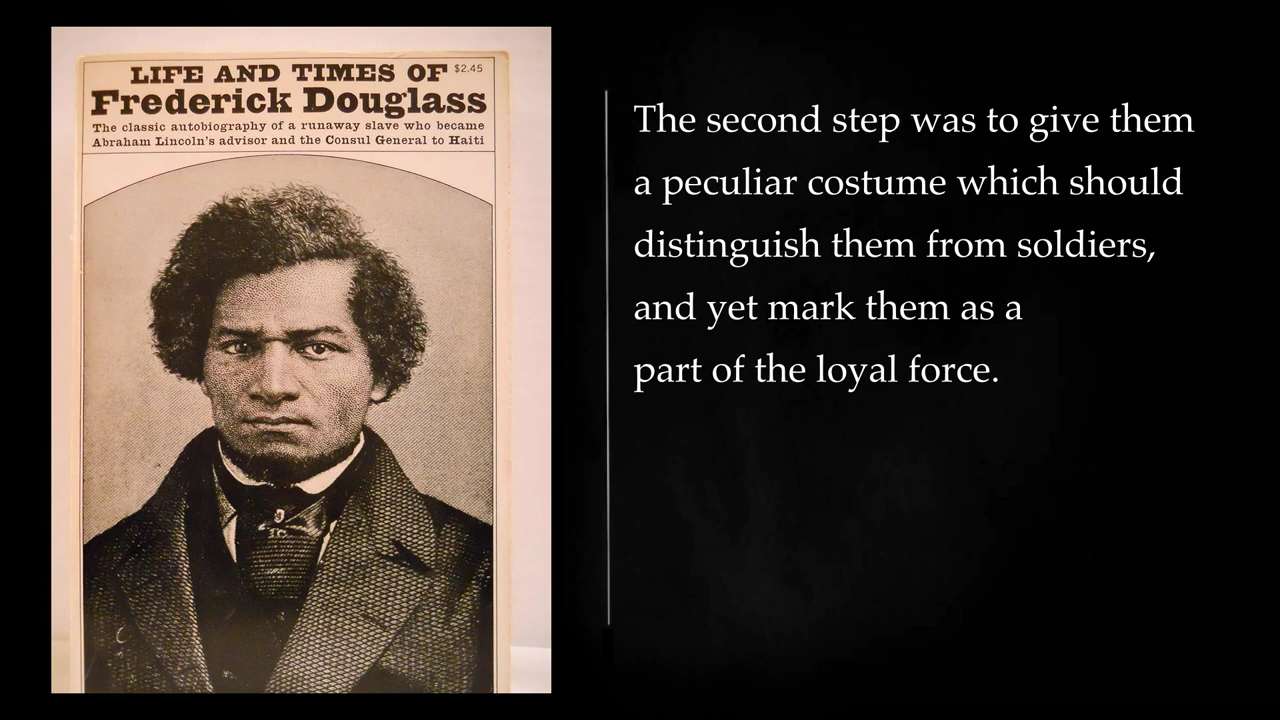 LIFE AND TIMES OF $2.45
Frederick Douglass
The classic autobiography of a runaway slave who became
Abraham Lincoln's advisor and the Consul General to Haiti
The second step was to give them
a peculiar costume which should
distinguish them from soldiers,
and yet mark them as a
part of the loyal force.